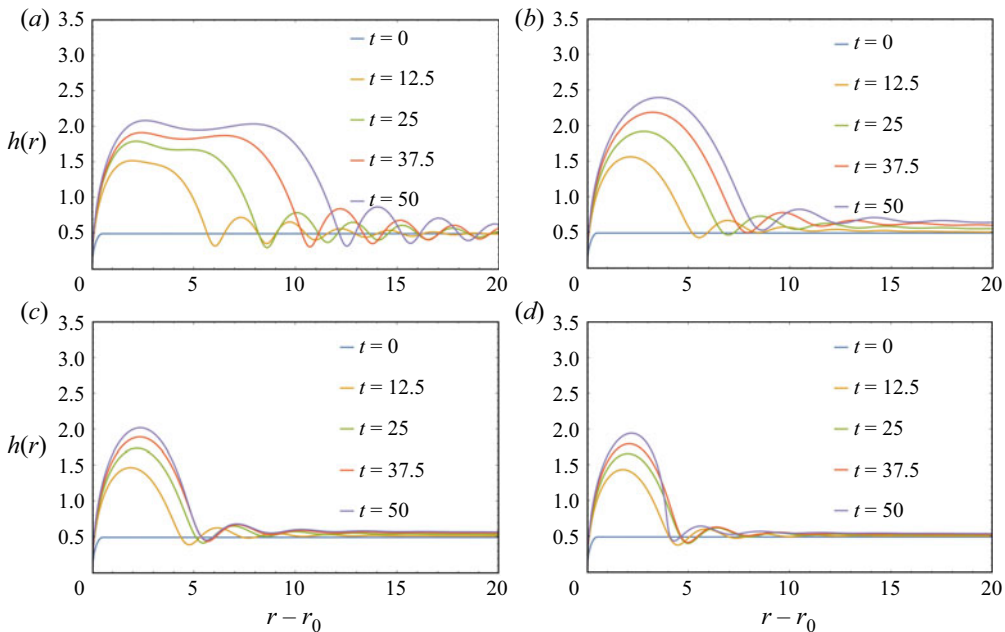 (a)
3.5
3.0
2.5
2.0
1.5
1.0
0.5
0
5
10
15
20
h(r)
t = 0
t = 12.5
t = 25
t = 37.5
t = 50
(b)
3.5
3.0
2.5
2.0
1.5
1.0
0.5
0
5
10
15
20
t = 0
t = 12.5
t = 25
t = 37.5
t = 50
(c)
3.5
3.0
2.5
2.0
1.5
1.0
0.5
0
5
10
15
20
h(r)
r – r0
t = 0
t = 12.5
t = 25
t = 37.5
t = 50
(d)
3.5
3.0
2.5
2.0
1.5
1.0
0.5
0
5
10
15
20
r – r0
t = 0
t = 12.5
t = 25
t = 37.5
t = 50